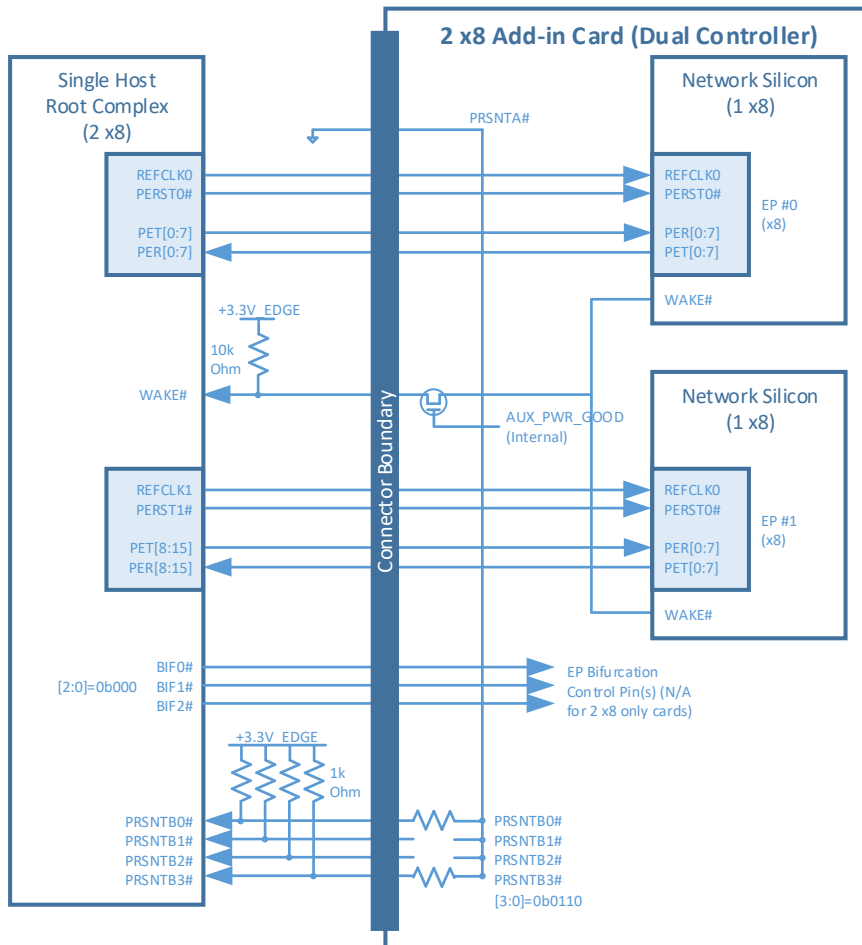 2 x8 Add-in Card (Dual Controller)
Single Host
Root Complex
(2 x8)
Network Silicon
(1 x8)
PRSNTA#
REFCLK0
PERST0#
PET[0:7]
PER[0:7]
REFCLK0
PERST0#
PER[0:7]
PET[0:7]
EP #0
(x8)
WAKE#
+3.3V_EDGE
10k
Ohm
WAKE#
AUX_PWR_GOOD
(Internal)
Connector Boundary
Network Silicon
(1 x8)
REFCLK1
PERST1#
PET[8:15]
PER[8:15]
REFCLK0
PERST0#
PER[0:7]
PET[0:7]
EP #1
(x8)
WAKE#
[2:0]=0b000
BIF0#
BIF1#
BIF2#
EP Bifurcation
Control Pin(s) (N/A
for 2 x8 only cards)
+3.3V_EDGE
1k
Ohm
PRSNTB0#
PRSNTB1#
PRSNTB2#
PRSNTB3#
PRSNTB0#
PRSNTB1#
PRSNTB2#
PRSNTB3#
[3:0]=0b0110